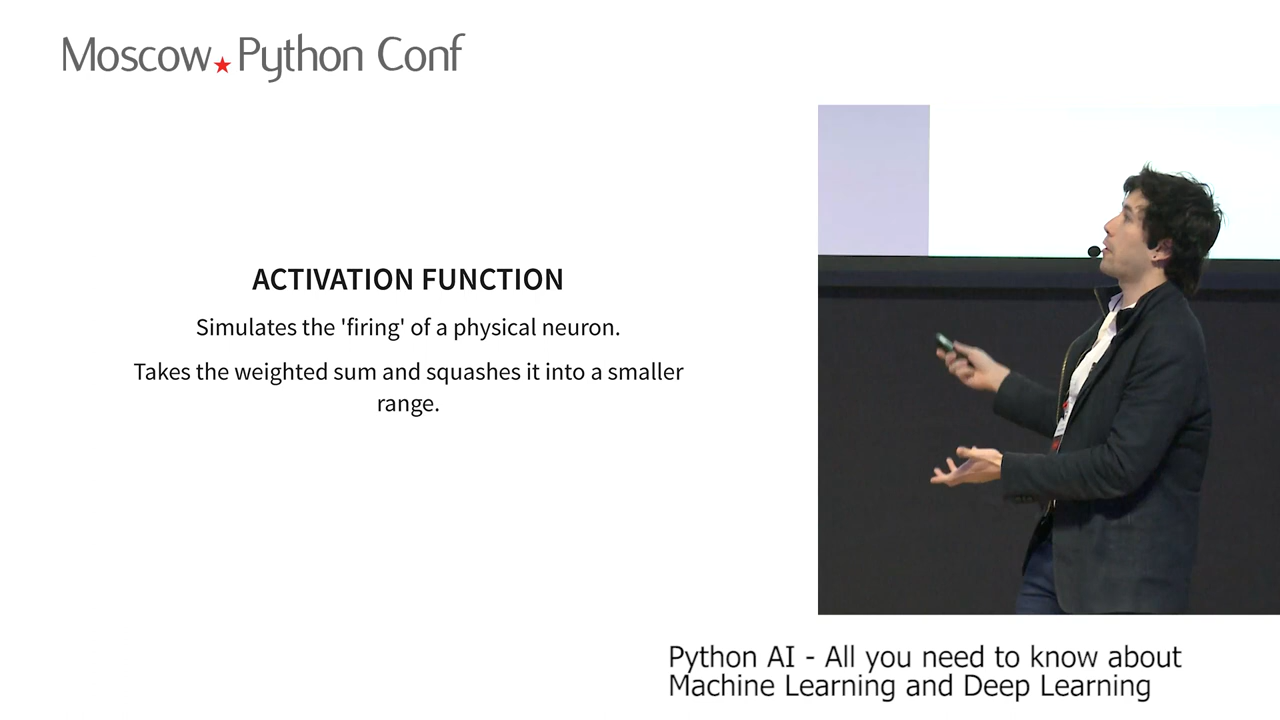 Moscow Python Conf
ACTIVATION FUNCTION
Simulates the 'firing' of a physical neuron.
Takes the weighted sum and squashes it into a smaller
range.
Python AI - All you need to know about
Machine Learning and Deep Learning